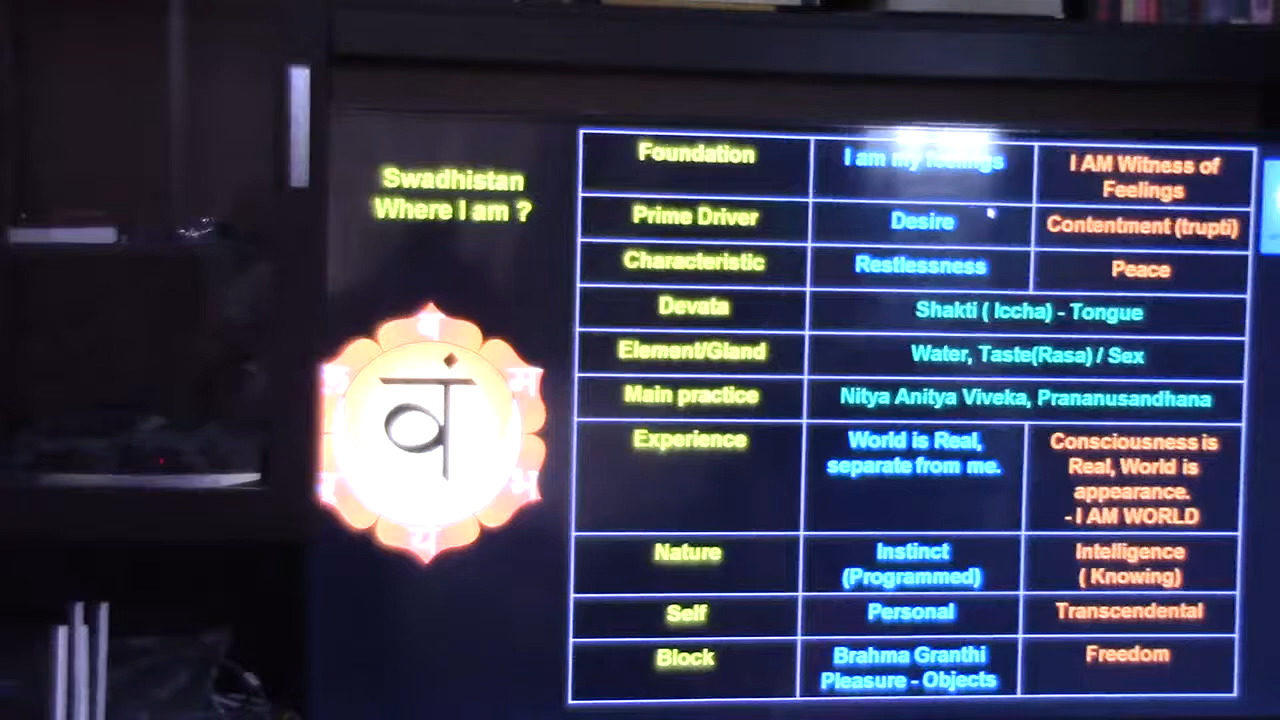 Swadhistan
Where I am ?
वं
ब
भ
म
य
ल
Foundation
I am my feelings
I AM Witness of
Feelings
Prime Driver
Desire
Contentment (trupti)
Characteristic
Restlessness
Peace
Devata
Shakti ( Iccha) - Tongue
Element/Gland
Water, Taste(Rasa) / Sex
Main practice
Nitya Anitya Viveka, Prananusandhana
Experience
World is Real,
separate from me.
Consciousness is
Real, World is
appearance.
- I AM WORLD
Nature
Instinct
(Programmed)
Intelligence
( Knowing)
Self
Personal
Transcendental
Block
Brahma Granthi
Pleasure - Objects
Freedom